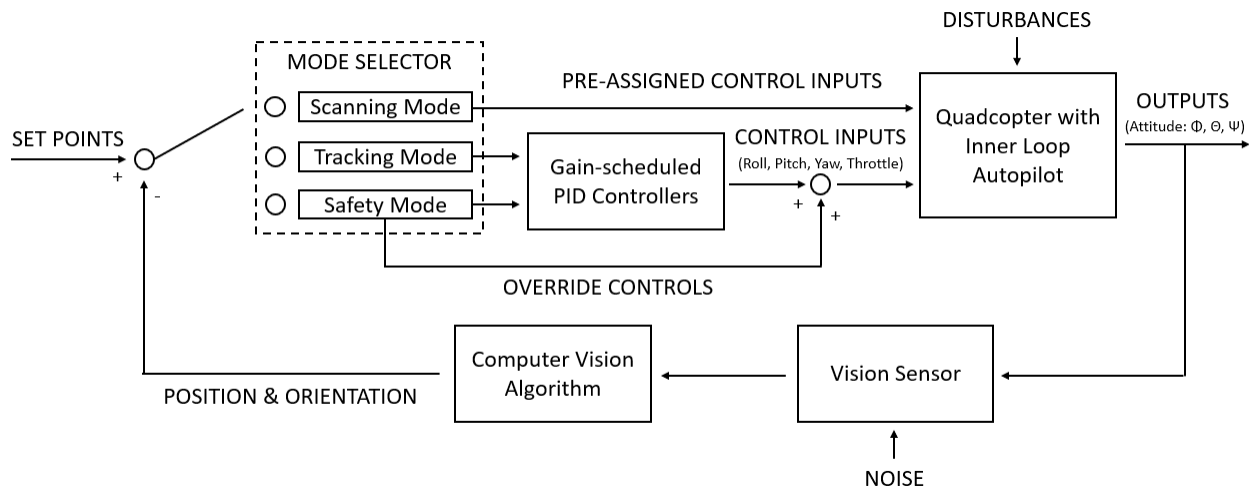 DISTURBANCES
MODE SELECTOR
Scanning Mode
Tracking Mode
Safety Mode
SET POINTS
+
-
PRE-ASSIGNED CONTROL INPUTS
Gain-scheduled
PID Controllers
CONTROL INPUTS
(Roll, Pitch, Yaw, Throttle)
+
+
Quadcopter with
Inner Loop
Autopilot
OUTPUTS
(Attitude: Φ, Θ, Ψ)
OVERRIDE CONTROLS
Computer Vision
Algorithm
Vision Sensor
POSITION & ORIENTATION
NOISE